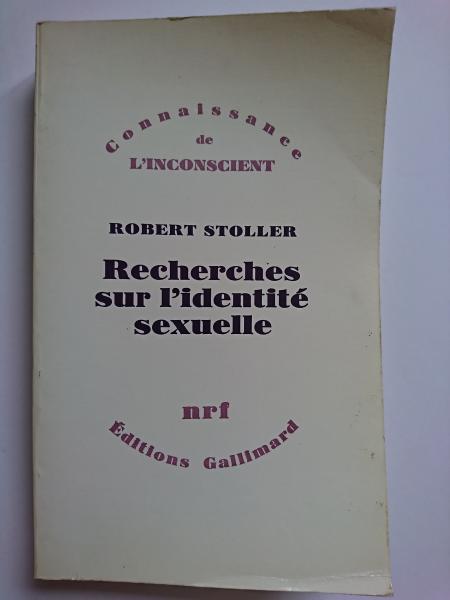 Connaissance
de
L'INCONSCIENT
ROBERT STOLLER
Recherches
sur l'identité
sexuelle
nrf
Éditions Gallimard